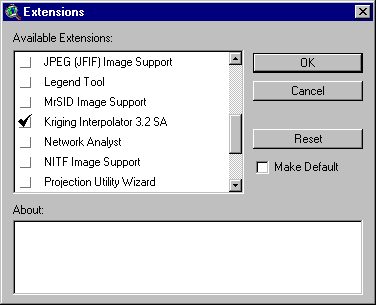 Extensions
Available Extensions:
JPEG (JFIF) Image Support
Legend Tool
MrSID Image Support
Kriging Interpolator 3.2 SA
Network Analyst
NITF Image Support
Projection Utility Wizard
OK
Cancel
Reset
Make Default
About: